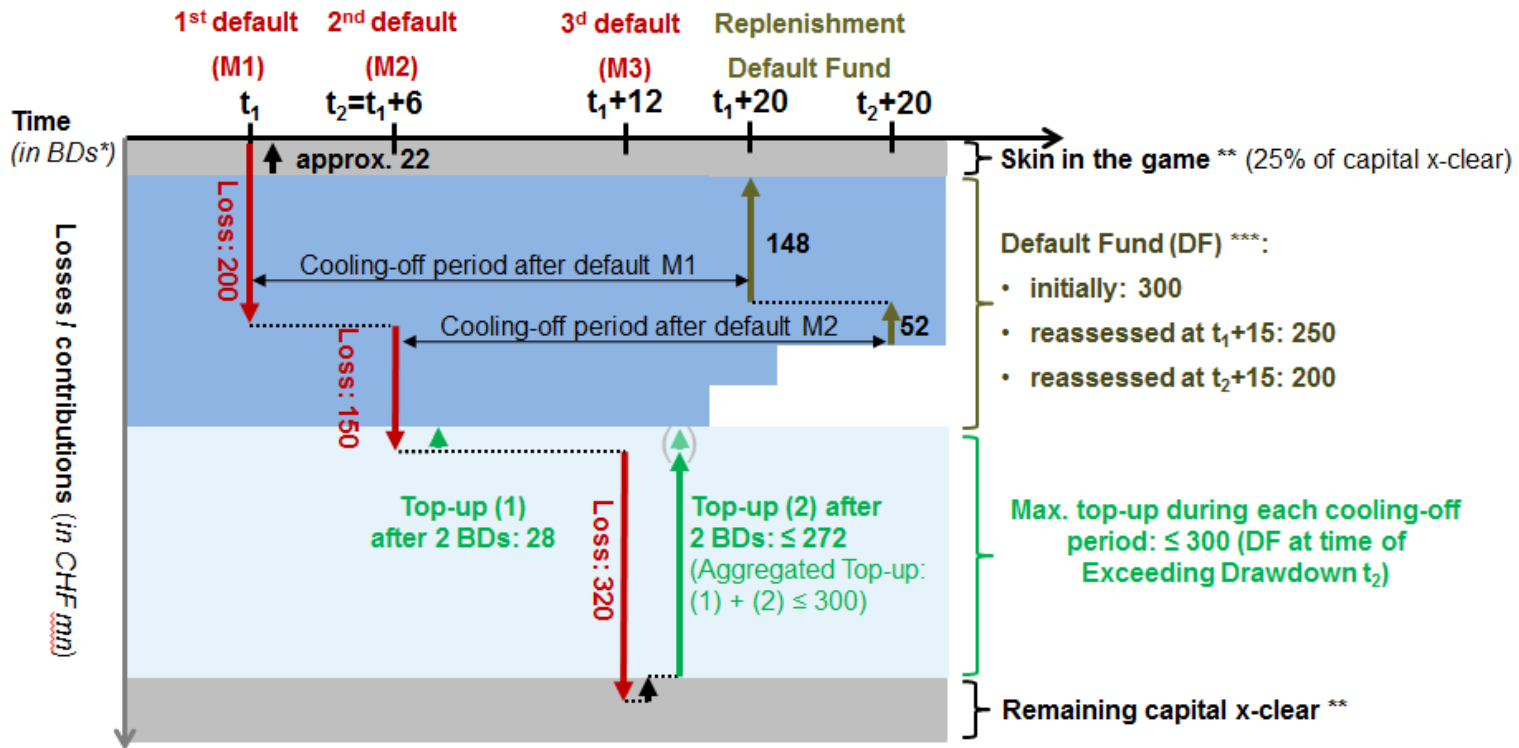 1st default
(M1)
t1
2nd default
(M2)
t2=t1+6
3d default
(M3)
t1+12
Replenishment
Default Fund
t1+20
t2+20
Time
(in BDs*)
approx. 22
Skin in the game ** (25% of capital x-clear)
Losses / contributions (in CHF mn)
Loss: 200
148
Cooling-off period after default M1
Cooling-off period after default M2
52
Loss: 150
Default Fund (DF) ***:
• initially: 300
• reassessed at t1+15: 250
• reassessed at t2+15: 200
Top-up (1)
after 2 BDs: 28
Loss: 320
( )
Top-up (2) after
2 BDs: ≤ 272
(Aggregated Top-up:
(1) + (2) ≤ 300)
Max. top-up during each cooling-off
period: ≤ 300 (DF at time of
Exceeding Drawdown t2)
Remaining capital x-clear **